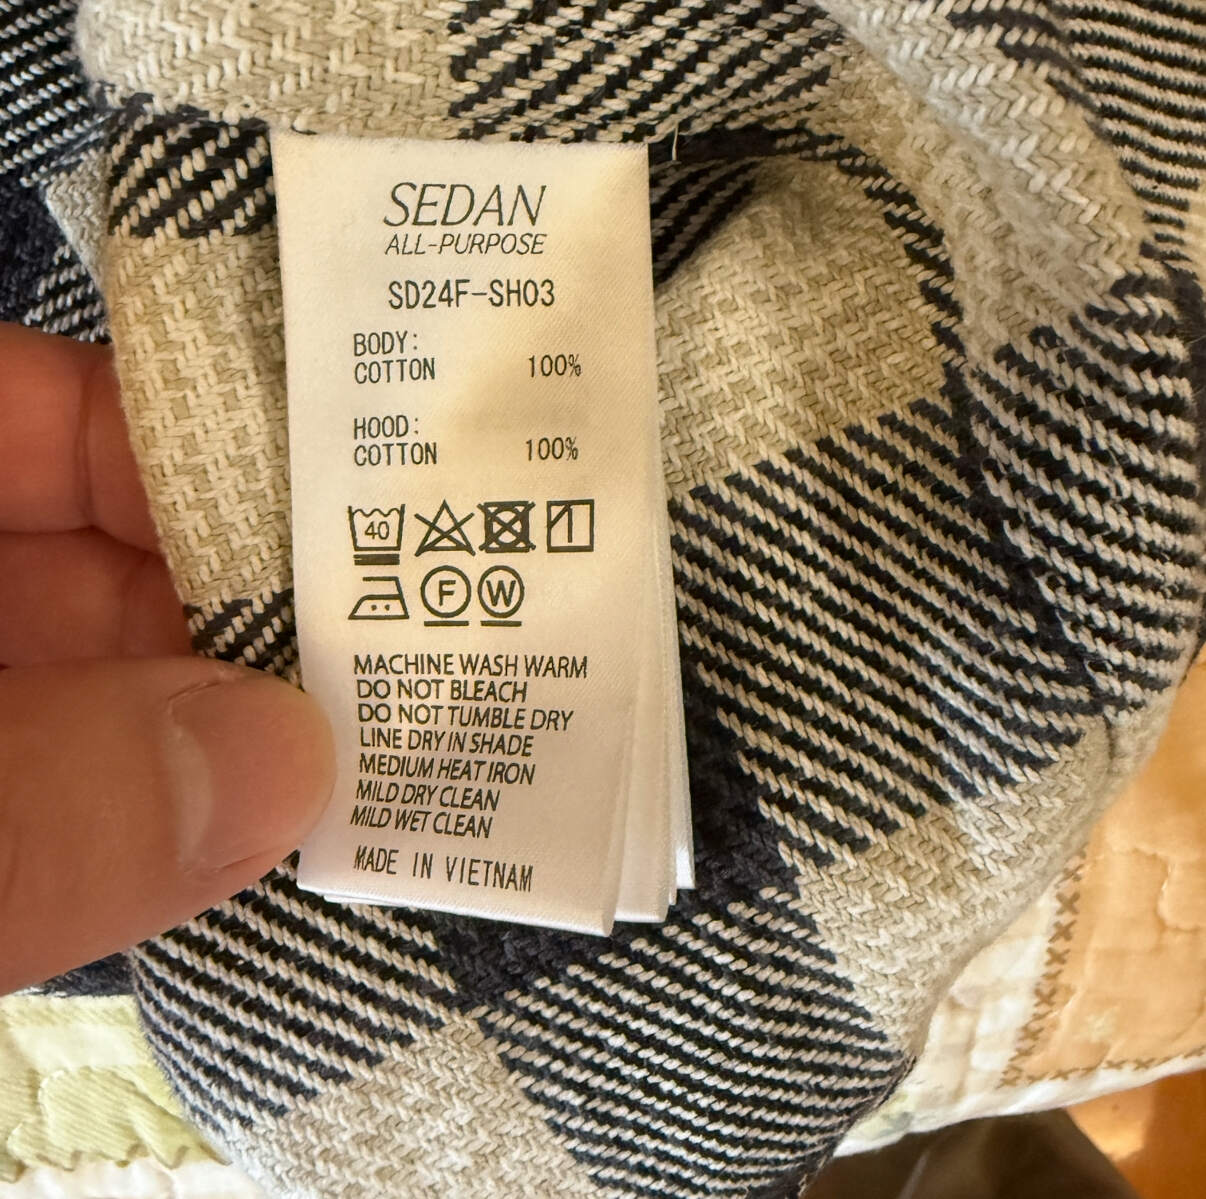 SEDAN
ALL-PURPOSE
SD24F-SH03
BODY:
COTTON 100%
HOOD:
COTTON 100%
40
F W
MACHINE WASH WARM
DO NOT BLEACH
DO NOT TUMBLE DRY
LINE DRY IN SHADE
MEDIUM HEAT IRON
MILD DRY CLEAN
MILD WET CLEAN
MADE IN VIETNAM